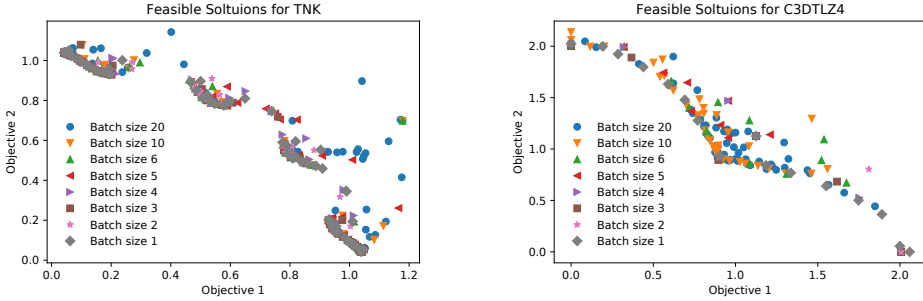 Feasible Soltuions for TNK
Objective 2
1.0
0.8
0.6
0.4
0.2
0.0
Batch size 20
Batch size 10
Batch size 6
Batch size 5
Batch size 4
Batch size 3
Batch size 2
Batch size 1
0.0 0.2 0.4 0.6 0.8 1.0 1.2
Objective 1
Feasible Soltuions for C3DTLZ4
Objective 2
2.0
1.5
1.0
0.5
0.0
Batch size 20
Batch size 10
Batch size 6
Batch size 5
Batch size 4
Batch size 3
Batch size 2
Batch size 1
0.0 0.5 1.0 1.5 2.0
Objective 1